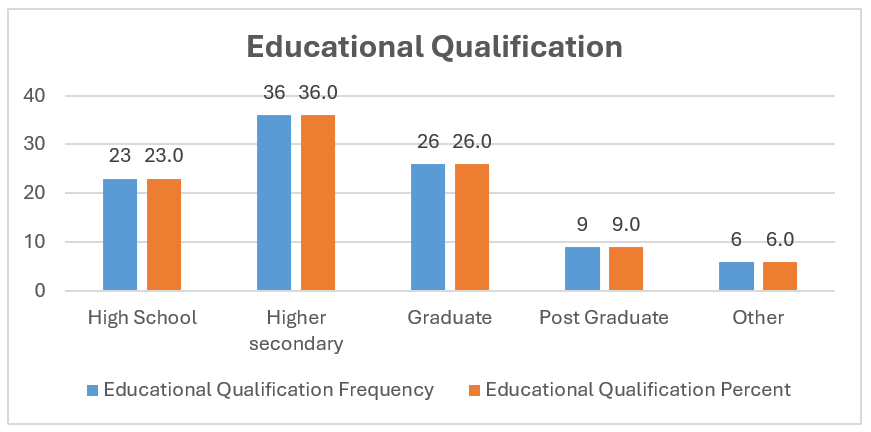 Educational Qualification
40
30
20
10
0
23 23.0
36 36.0
26 26.0
9 9.0
6 6.0
High School
Higher
secondary
Graduate
Post Graduate
Other
Educational Qualification Frequency
Educational Qualification Percent